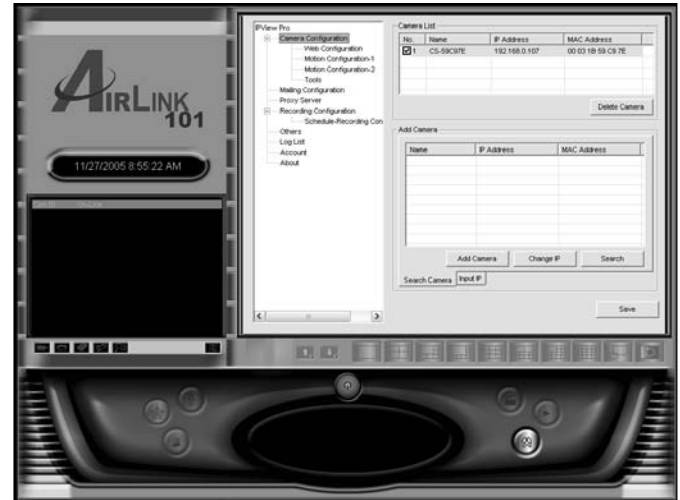 AIRLINK
101
11/27/2005 8:55:22 AM
Cam ID
IPView Pro
Camera Configuration
Web Configuration
Motion Configuration-1
Motion Configuration-2
Tools
Mailing Configuration
Proxy Server
Recording Configuration
Schedule-Recording Con
Others
Log List
Account
About
Camera List
No. Name IP Address MAC Address
1 CS-59C97E 192.168.0.107 00 03 1B 59 C9 7E
Delete Camera
Add Camera
Name IP Address MAC Address
Add Camera Change IP Search
Search Camera Input IP
Save